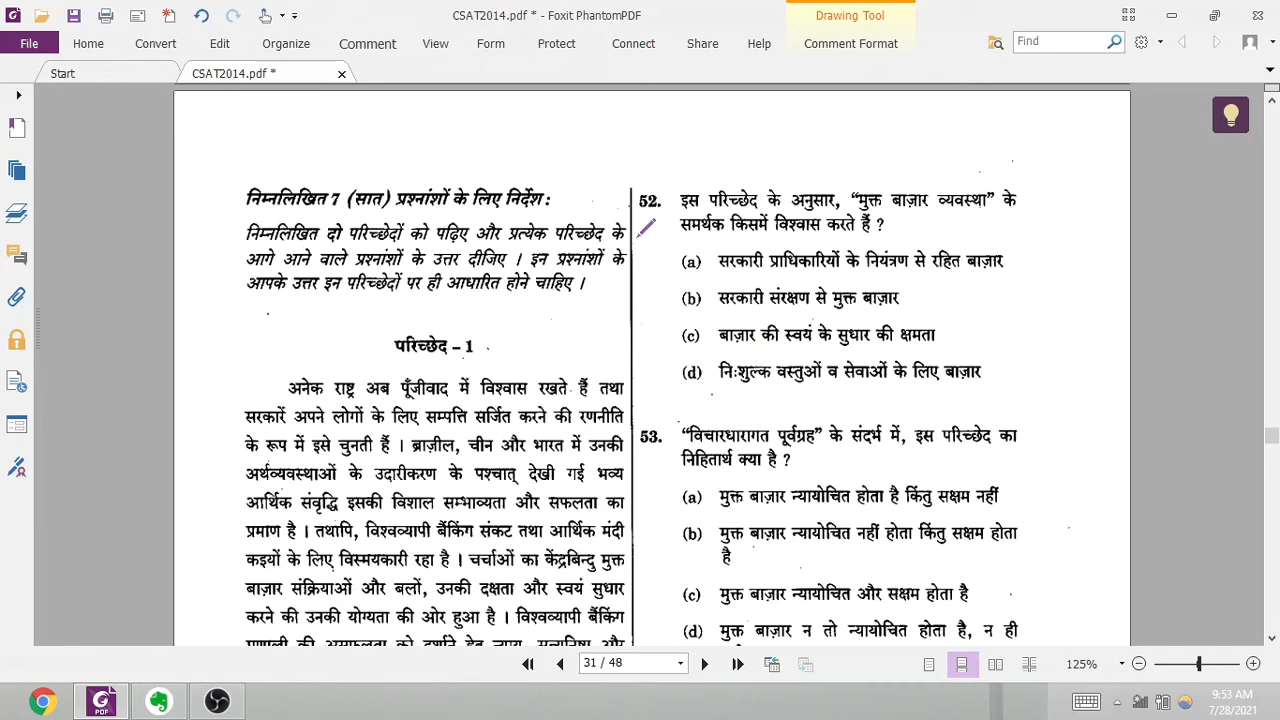 CSAT2014.pdf * - Foxit PhantomPDF
Drawing Tool
File Home Convert Edit Organize Comment View Form Protect Connect Share Help Comment Format Find
Start CSAT2014.pdf *
निम्नलिखित 7 (सात) प्रश्नांशों के लिए निर्देश :
निम्नलिखित दो परिच्छेदों को पढ़िए और प्रत्येक परिच्छेद के
आगे आने वाले प्रश्नांशों के उत्तर दीजिए । इन प्रश्नांशों के
आपके उत्तर इन परिच्छेदों पर ही आधारित होने चाहिए ।
परिच्छेद – 1
अनेक राष्ट्र अब पूँजीवाद में विश्वास रखते हैं तथा
सरकारें अपने लोगों के लिए सम्पत्ति सर्जित करने की रणनीति
के रूप में इसे चुनती हैं । ब्राज़ील, चीन और भारत में उनकी
अर्थव्यवस्थाओं के उदारीकरण के पश्चात् देखी गई भव्य
आर्थिक संवृद्धि इसकी विशाल सम्भाव्यता और सफलता का
प्रमाण है । तथापि, विश्वव्यापी बैंकिंग संकट तथा आर्थिक मंदी
कइयों के लिए विस्मयकारी रहा है । चर्चाओं का केंद्रबिन्दु मुक्त
बाज़ार संक्रियाओं और बलों, उनकी दक्षता और स्वयं सुधार
करने की उनकी योग्यता की ओर हुआ है । विश्वव्यापी बैंकिंग
52. इस परिच्छेद के अनुसार, “मुक्त बाज़ार व्यवस्था” के
समर्थक किसमें विश्वास करते हैं ?
(a) सरकारी प्राधिकारियों के नियंत्रण से रहित बाज़ार
(b) सरकारी संरक्षण से मुक्त बाज़ार
(c) बाज़ार की स्वयं के सुधार की क्षमता
(d) निःशुल्क वस्तुओं व सेवाओं के लिए बाज़ार
53. “विचारधारागत पूर्वग्रह” के संदर्भ में, इस परिच्छेद का
निहितार्थ क्या है ?
(a) मुक्त बाज़ार न्यायोचित होता है किंतु सक्षम नहीं
(b) मुक्त बाज़ार न्यायोचित नहीं होता किंतु सक्षम होता
है
(c) मुक्त बाज़ार न्यायोचित और सक्षम होता है
(d) मुक्त बाज़ार न तो न्यायोचित होता है, न ही
31 / 48 125%
9:53 AM
7/28/2021